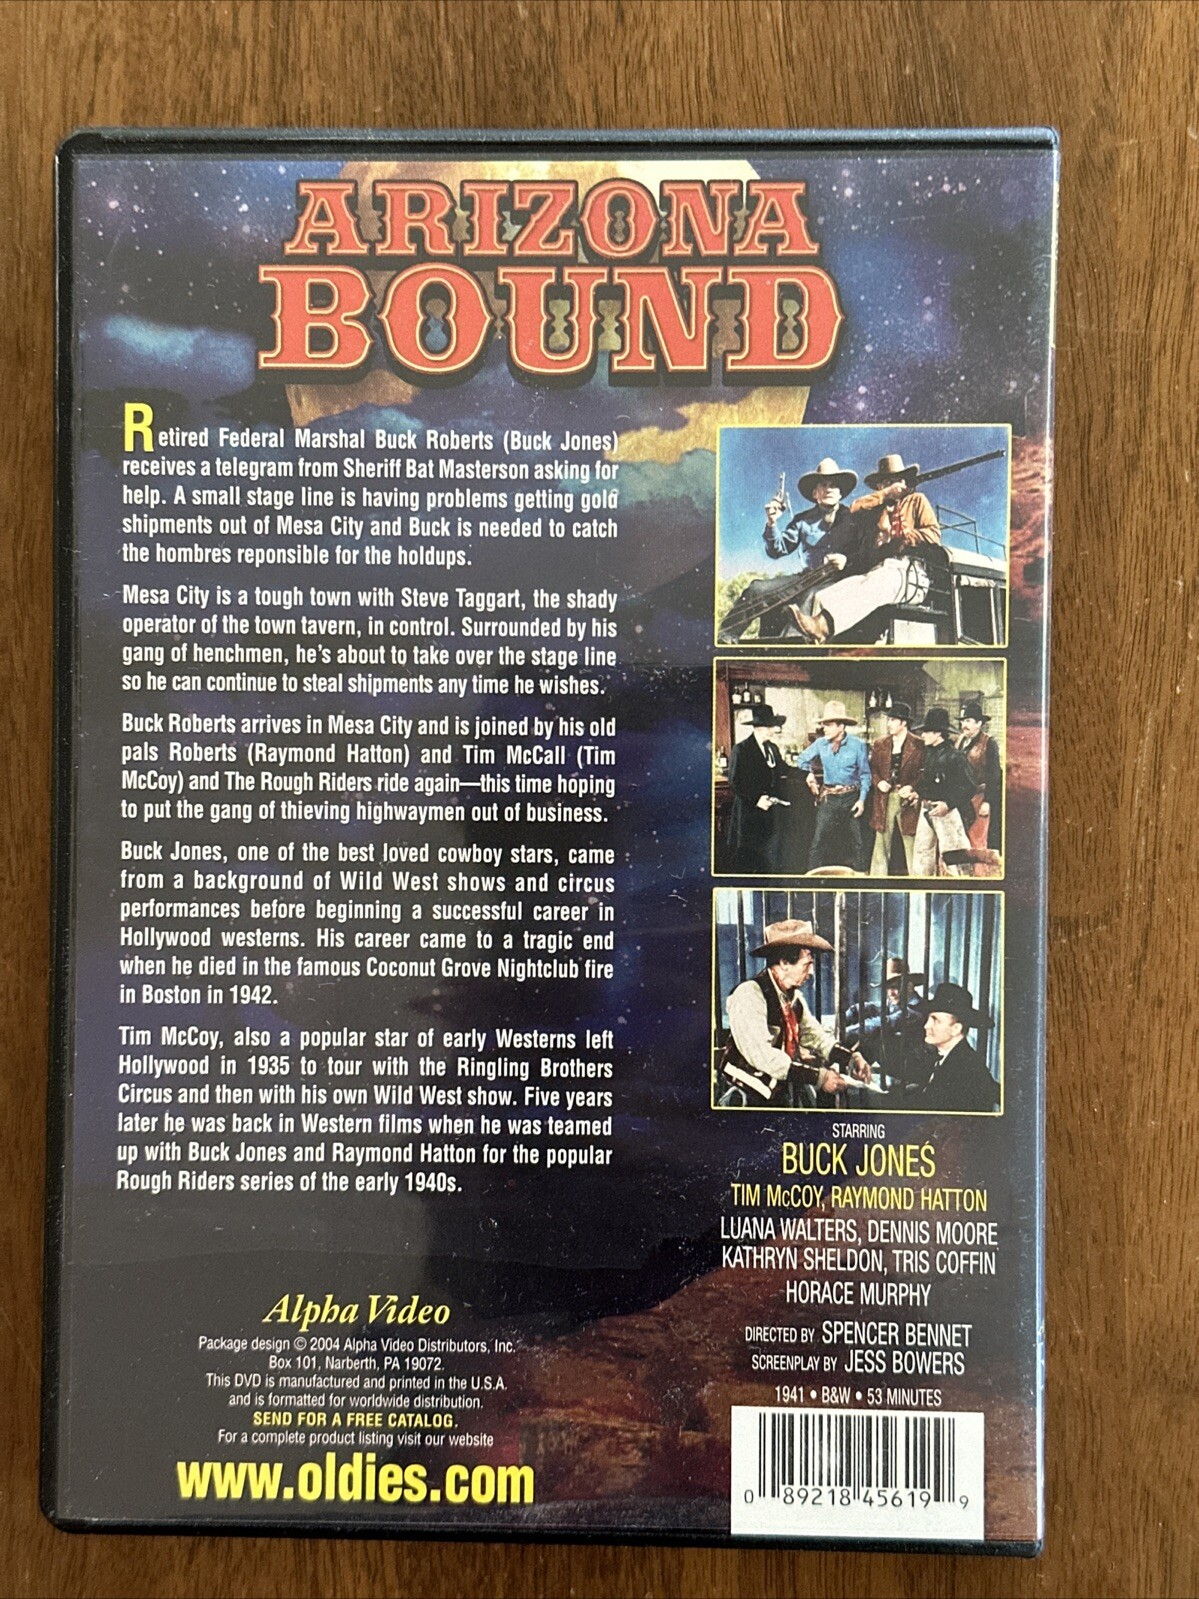 ARIZONA
BOUND
Retired Federal Marshal Buck Roberts (Buck Jones)
receives a telegram from Sheriff Bat Masterson asking for
help. A small stage line is having problems getting gold
shipments out of Mesa City and Buck is needed to catch
the hombres reponsible for the holdups.
Mesa City is a tough town with Steve Taggart, the shady
operator of the town tavern, in control. Surrounded by his
gang of henchmen, he's about to take over the stage line
so he can continue to steal shipments any time he wishes.
Buck Roberts arrives in Mesa City and is joined by his old
pals Roberts (Raymond Hatton) and Tim McCall (Tim
McCoy) and The Rough Riders ride again—this time hoping
to put the gang of thieving highwaymen out of business.
Buck Jones, one of the best loved cowboy stars, came
from a background of Wild West shows and circus
performances before beginning a successful career in
Hollywood westerns. His career came to a tragic end
when he died in the famous Coconut Grove Nightclub fire
in Boston in 1942.
Tim McCoy, also a popular star of early Westerns left
Hollywood in 1935 to tour with the Ringling Brothers
Circus and then with his own Wild West show. Five years
later he was back in Western films when he was teamed
up with Buck Jones and Raymond Hatton for the popular
Rough Riders series of the early 1940s.
STARRING
BUCK JONES
TIM McCOY, RAYMOND HATTON
LUANA WALTERS, DENNIS MOORE
KATHRYN SHELDON, TRIS COFFIN
HORACE MURPHY
DIRECTED BY SPENCER BENNET
SCREENPLAY BY JESS BOWERS
1941 • B&W • 53 MINUTES
0 89218 45619 9
Alpha Video
Package design © 2004 Alpha Video Distributors, Inc.
Box 101, Narberth, PA 19072.
This DVD is manufactured and printed in the U.S.A.
and is formatted for worldwide distribution.
SEND FOR A FREE CATALOG.
For a complete product listing visit our website
www.oldies.com